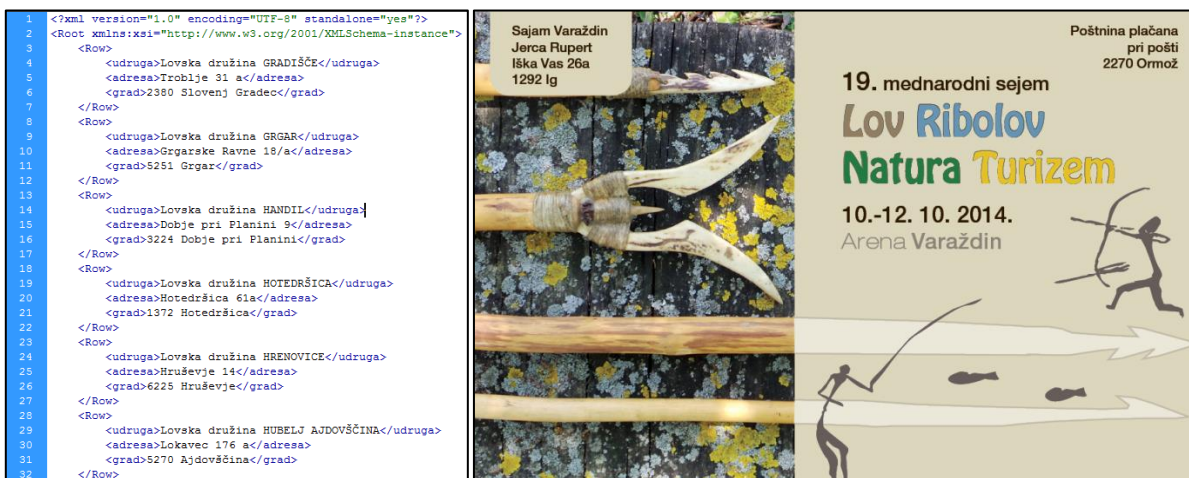 1 <?xml version="1.0" encoding="UTF-8" standalone="yes"?>
2 <Root xmlns:xsi="http://www.w3.org/2001/XMLSchema-instance">
3 <Row>
4 <udruga>Lovska družina GRADIŠČE</udruga>
5 <adresa>Troblje 31 a</adresa>
6 <grad>2380 Slovenj Gradec</grad>
7 </Row>
8 <Row>
9 <udruga>Lovska družina GRGAR</udruga>
10 <adresa>Grgarske Ravne 18/a</adresa>
11 <grad>5251 Grgar</grad>
12 </Row>
13 <Row>
14 <udruga>Lovska družina HANDIL</udruga>
15 <adresa>Dobje pri Planini 9</adresa>
16 <grad>3224 Dobje pri Planini</grad>
17 </Row>
18 <Row>
19 <udruga>Lovska družina HOTEDRŠICA</udruga>
20 <adresa>Hotedršica 61a</adresa>
21 <grad>1372 Hotedršica</grad>
22 </Row>
23 <Row>
24 <udruga>Lovska družina HRENOVICE</udruga>
25 <adresa>Hruševje 14</adresa>
26 <grad>6225 Hruševje</grad>
27 </Row>
28 <Row>
29 <udruga>Lovska družina HUBELJ AJDOVŠČINA</udruga>
30 <adresa>Lokavec 176 a</adresa>
31 <grad>5270 Ajdovščina</grad>
32 </Row>
Sajam Varaždin
Jerca Rupert
Iška Vas 26a
1292 Ig
Poštnina plačana
pri pošti
2270 Ormož
19. mednarodni sejem
Lov Ribolov
Natura Turizem
10.-12. 10. 2014.
Arena Varaždin